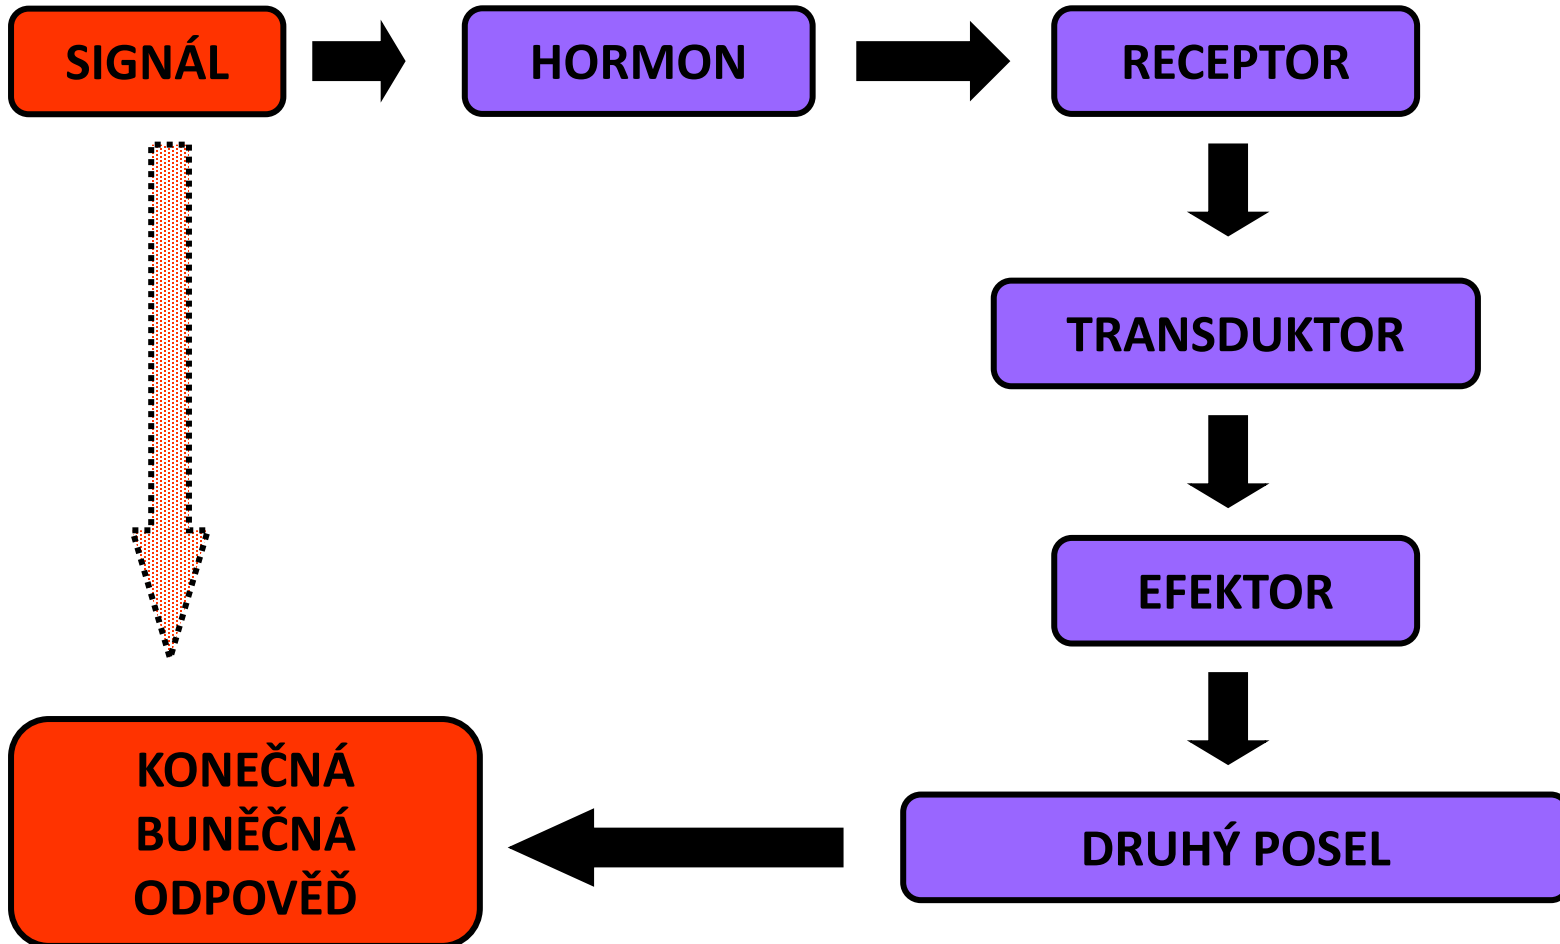 SIGNÁL
HORMON
RECEPTOR
TRANSDUKTOR
EFEKTOR
DRUHÝ POSEL
KONEČNÁ
BUNĚČNÁ
ODPOVĚĎ